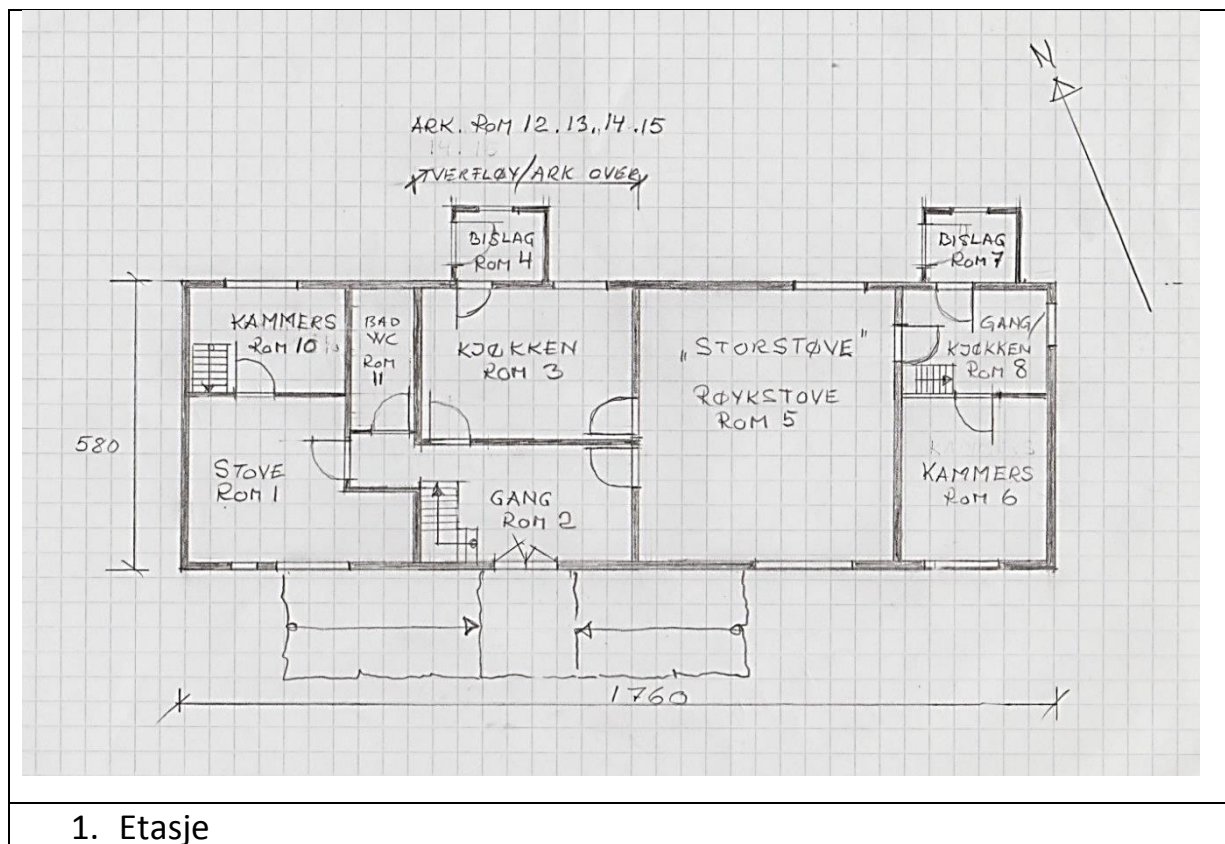 N
ARK. ROM 12.13.,14.15
TVERFLØY/ARK OVER
BISLAG
ROM 4
BISLAG
ROM 7
KAMMERS
ROM 10
BAD
WC
ROM
11
KJØKKEN
ROM 3
„STORSTØVE"
RØYKSTOVE
ROM 5
GANG/
KJØKKEN
ROM 8
580
STOVE
ROM 1
GANG
ROM 2
KAMMERS
ROM 6
1760
1. Etasje